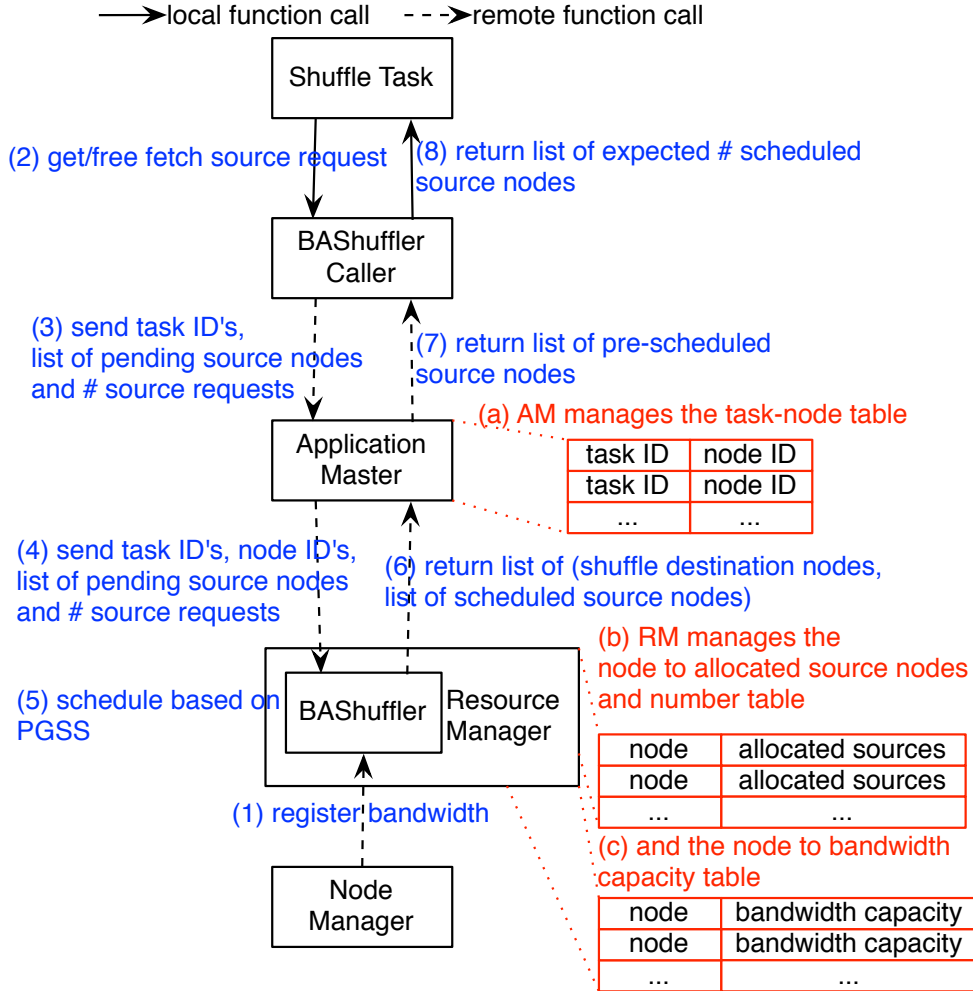 local function call
remote function call
Shuffle Task
(2) get/free fetch source request
(8) return list of expected # scheduled
source nodes
BAShuffler
Caller
(3) send task ID's,
list of pending source nodes
and # source requests
(7) return list of pre-scheduled
source nodes
(a) AM manages the task-node table
Application
Master
task ID
node ID
task ID
node ID
...
...
(4) send task ID's, node ID's,
list of pending source nodes
and # source requests
(6) return list of (shuffle destination nodes,
list of scheduled source nodes)
(b) RM manages the
node to allocated source nodes
and number table
(5) schedule based on
PGSS
BAShuffler
Resource
Manager
node
allocated sources
node
allocated sources
...
...
(1) register bandwidth
(c) and the node to bandwidth
capacity table
Node
Manager
node
bandwidth capacity
node
bandwidth capacity
...
...